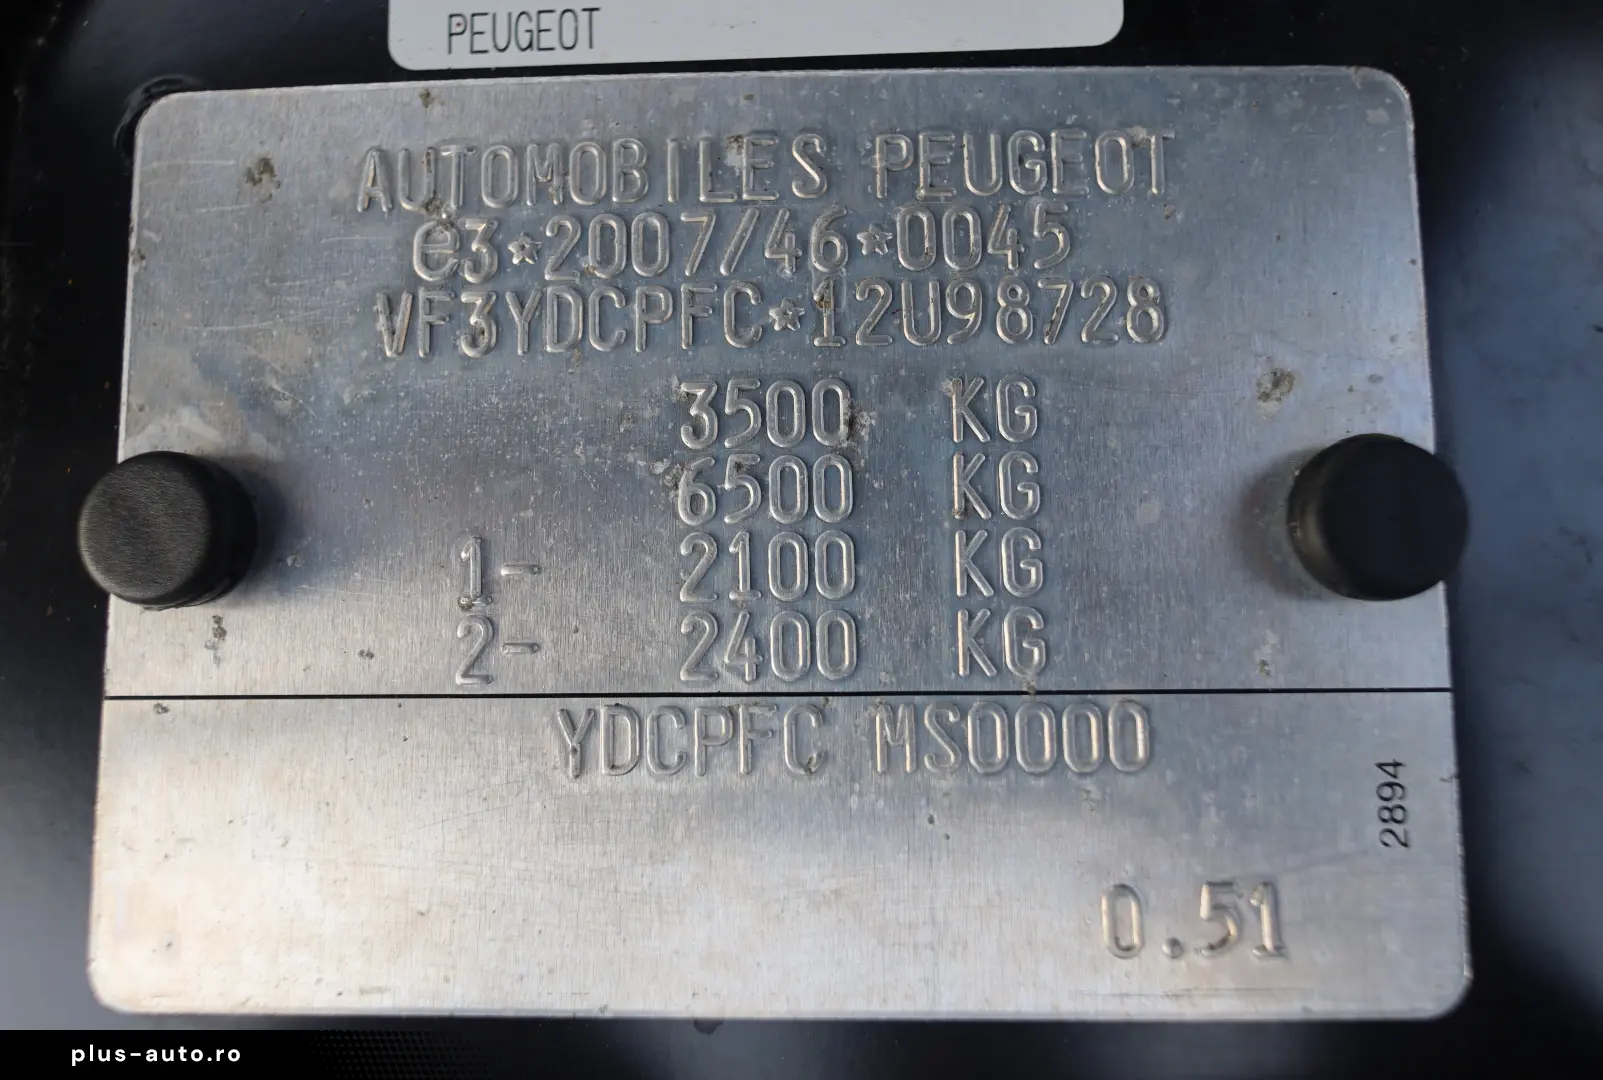 PEUGEOT
AUTOMOBILES PEUGEOT
e3*2007/46*0045
VF3YDCPFC*12U98728
3500 KG
6500 KG
1- 2100 KG
2- 2400 KG
YDCPFC MS0000
2894
0.51
plus-auto.ro